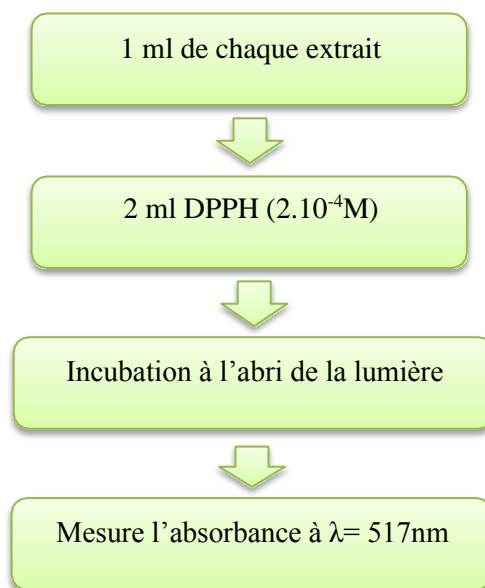 1 ml de chaque extrait
2 ml DPPH (2.10⁻⁴M)
Incubation à l’abri de la lumière
Mesure l’absorbance à λ= 517nm